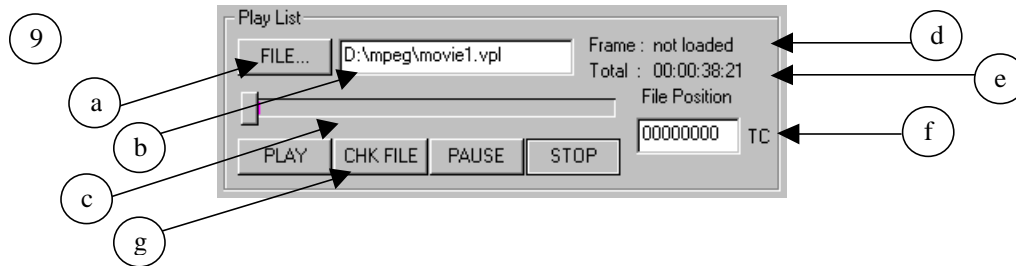 9
Play List
FILE...
D:\mpeg\movie1.vpl
Frame : not loaded
d
Total : 00:00:38:21
e
a
File Position
b
00000000 TC
f
PLAY
CHK FILE
PAUSE
STOP
c
g